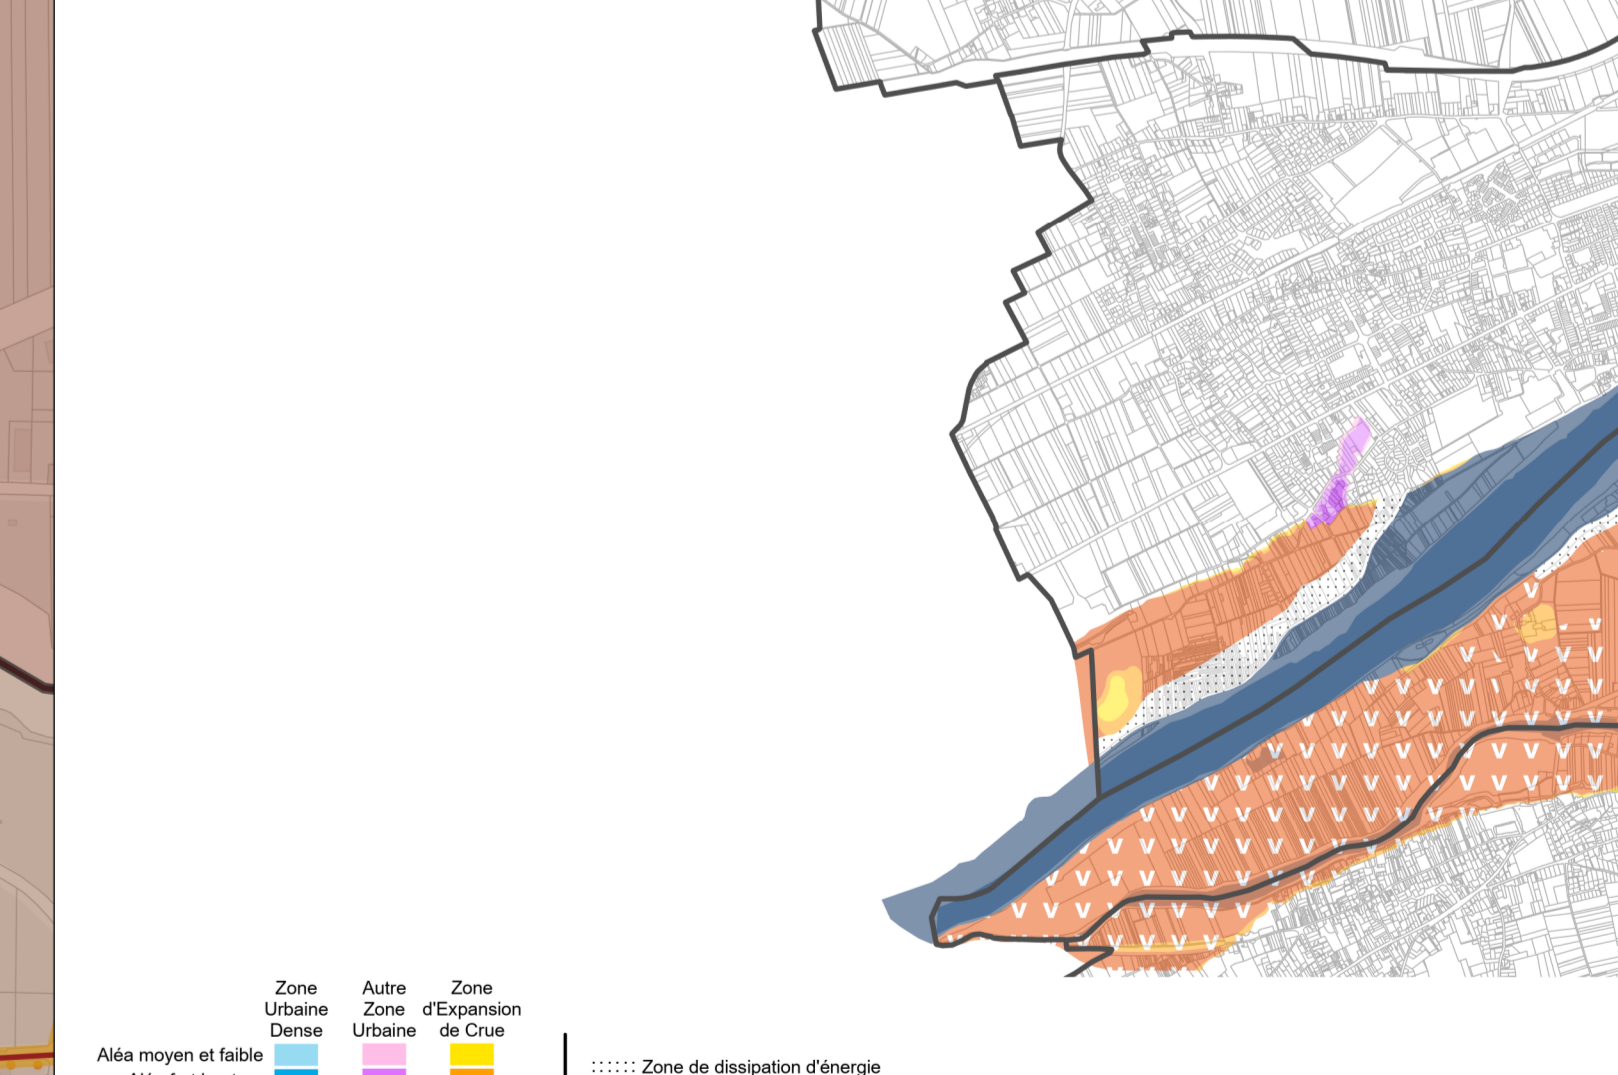 Zone
Urbaine
Dense
Autre
Zone
Urbaine
Zone
d'Expansion
de Crue
Aléa moyen et faible
Zone de dissipation d'énergie